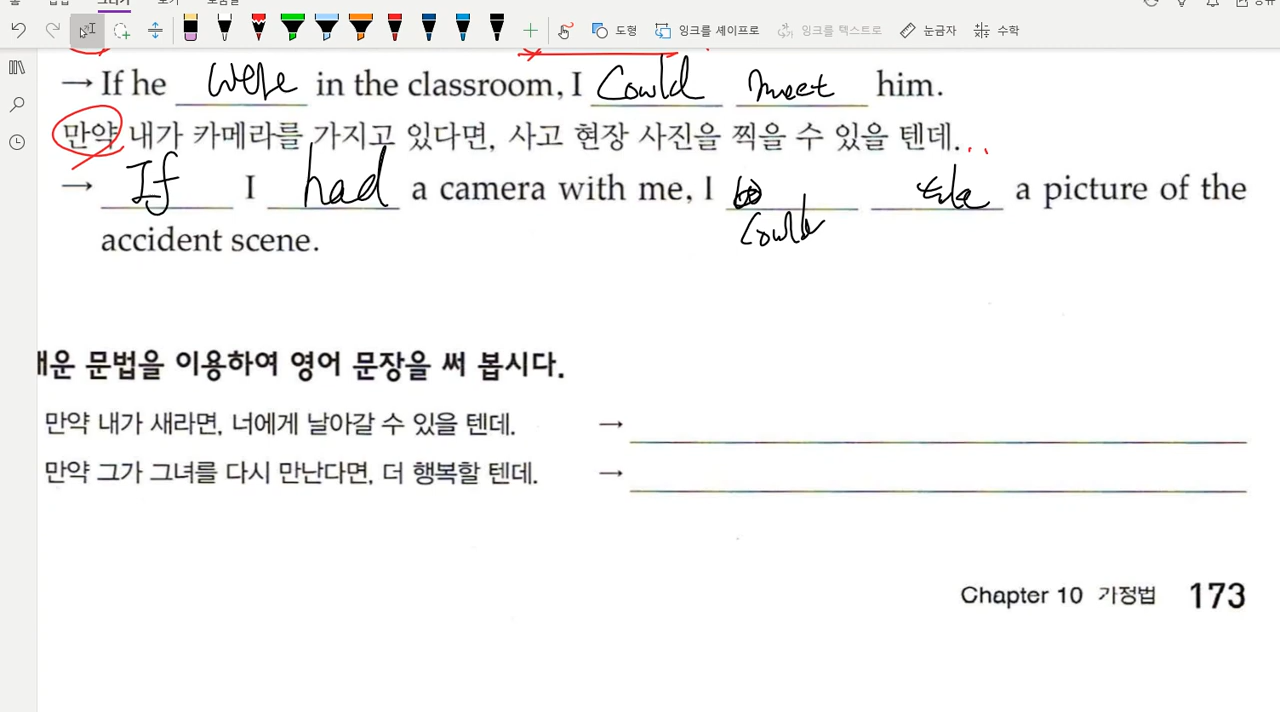 도형 잉크를 셰이프로 잉크를 텍스트로 눈금자 수학
→ If he were in the classroom, I Could meet him.
만약 내가 카메라를 가지고 있다면, 사고 현장 사진을 찍을 수 있을 텐데...
→ If I had a camera with me, I could take a picture of the
accident scene.
운 문법을 이용하여 영어 문장을 써 봅시다.
만약 내가 새라면, 너에게 날아갈 수 있을 텐데. →
만약 그가 그녀를 다시 만난다면, 더 행복할 텐데. →
Chapter 10 가정법 173